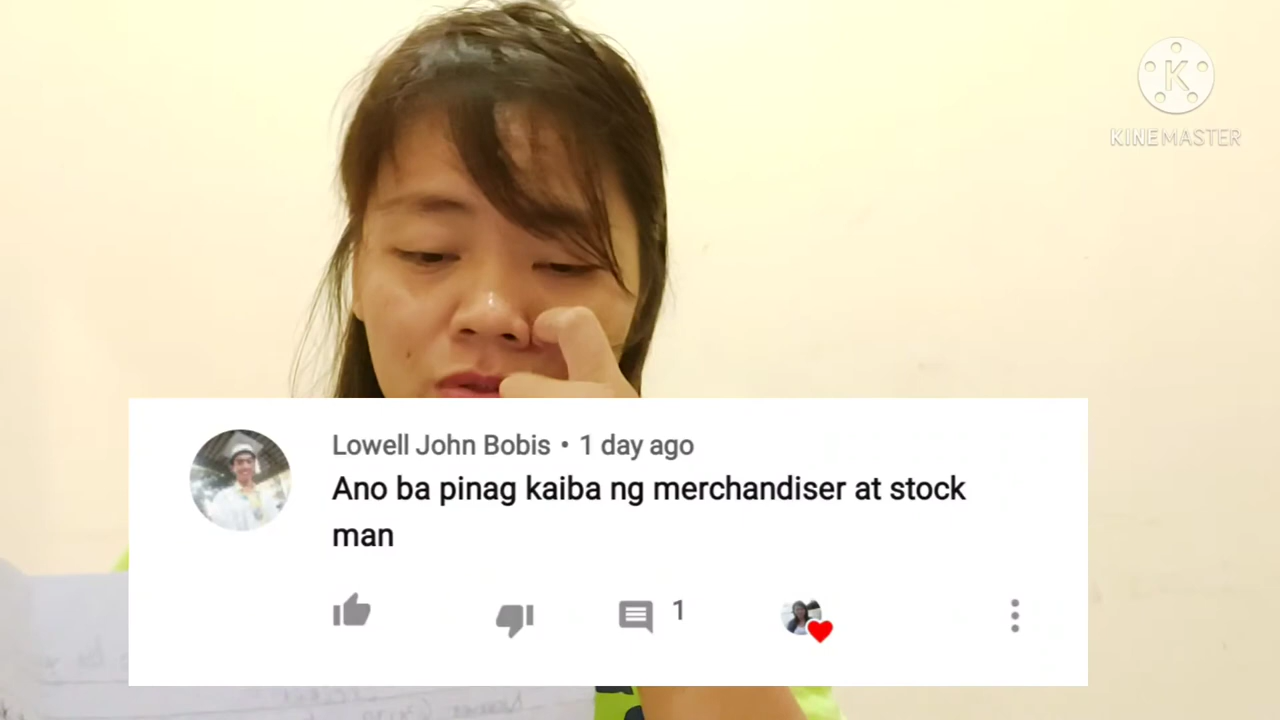 KINEMASTER
Lowell John Bobis • 1 day ago
Ano ba pinag kaiba ng merchandiser at stock
man
1